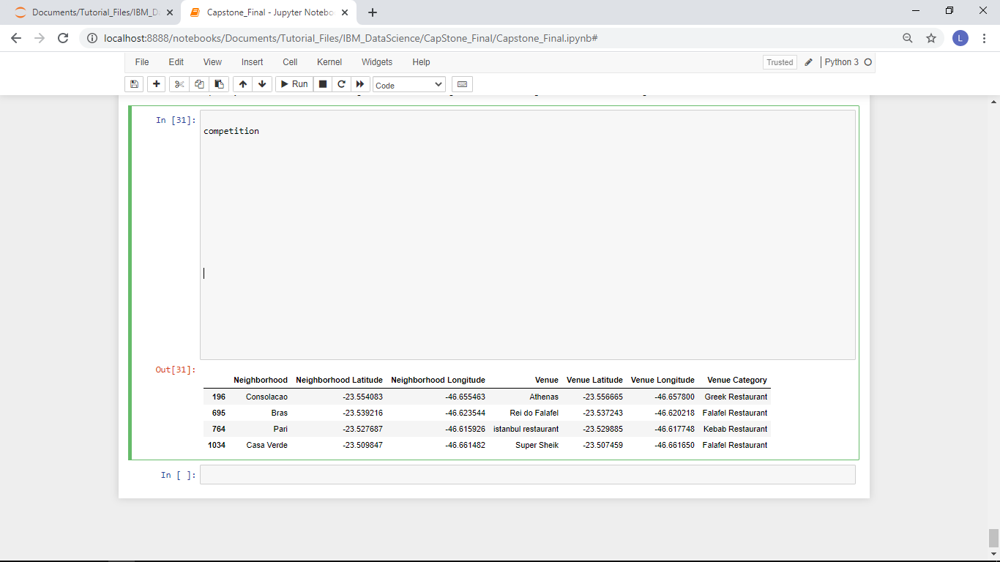 Documents/Tutorial_Files/IBM_D
Capstone_Final - Jupyter Notebo
localhost:8888/notebooks/Documents/Tutorial_Files/IBM_DataScience/CapStone_Final/Capstone_Final.ipynb#
L
File Edit View Insert Cell Kernel Widgets Help
Trusted
Python 3
Run
Code
In [31]:
competition
Out[31]:
Neighborhood Neighborhood Latitude Neighborhood Longitude Venue Venue Latitude Venue Longitude Venue Category
196 Consolacao -23.554083 -46.655463 Athenas -23.556665 -46.657800 Greek Restaurant
695 Bras -23.539216 -46.623544 Rei do Falafel -23.537243 -46.620218 Falafel Restaurant
764 Pari -23.527687 -46.615926 istanbul restaurant -23.529885 -46.617748 Kebab Restaurant
1034 Casa Verde -23.509847 -46.661482 Super Sheik -23.507459 -46.661650 Falafel Restaurant
In [ ]: